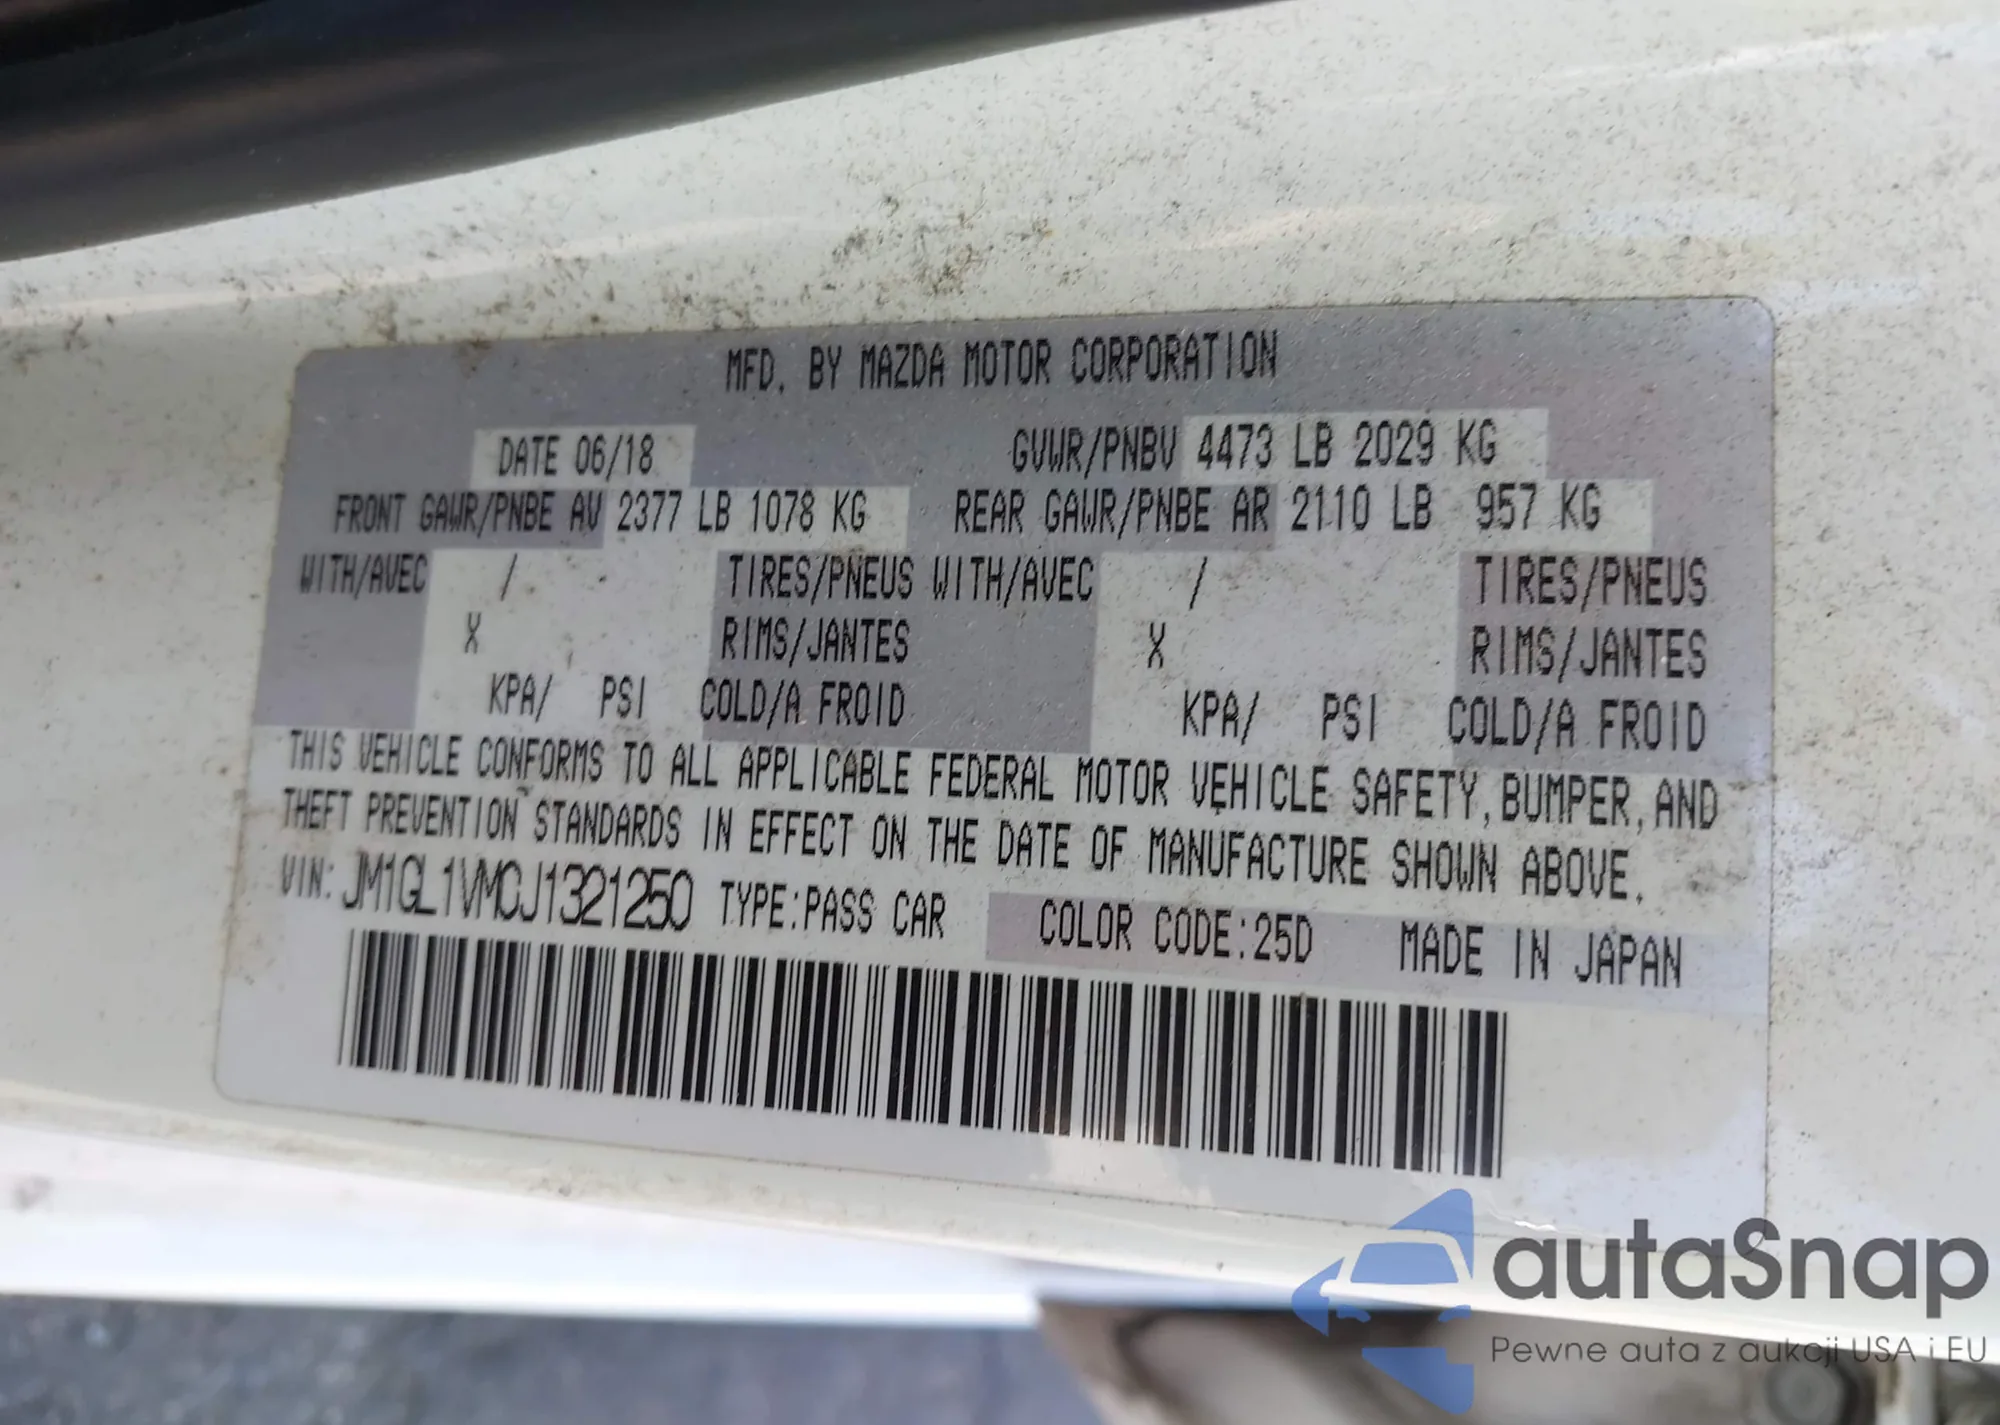 MFD. BY MAZDA MOTOR CORPORATION
DATE 06/18 GVWR/PNBV 4473 LB 2029 KG
FRONT GAWR/PNBE AV 2377 LB 1078 KG REAR GAWR/PNBE AR 2110 LB 957 KG
WITH/AVEC / TIRES/PNEUS WITH/AVEC / TIRES/PNEUS
X RIMS/JANTES X RIMS/JANTES
KPA/ PSI COLD/A FROID KPA/ PSI COLD/A FROID
THIS VEHICLE CONFORMS TO ALL APPLICABLE FEDERAL MOTOR VEHICLE SAFETY, BUMPER, AND
THEFT PREVENTION STANDARDS IN EFFECT ON THE DATE OF MANUFACTURE SHOWN ABOVE.
VIN: JM1GL1VM0J1321250 TYPE:PASS CAR COLOR CODE:25D MADE IN JAPAN
autaSnap
Pewne auta z aukcji USA i EU